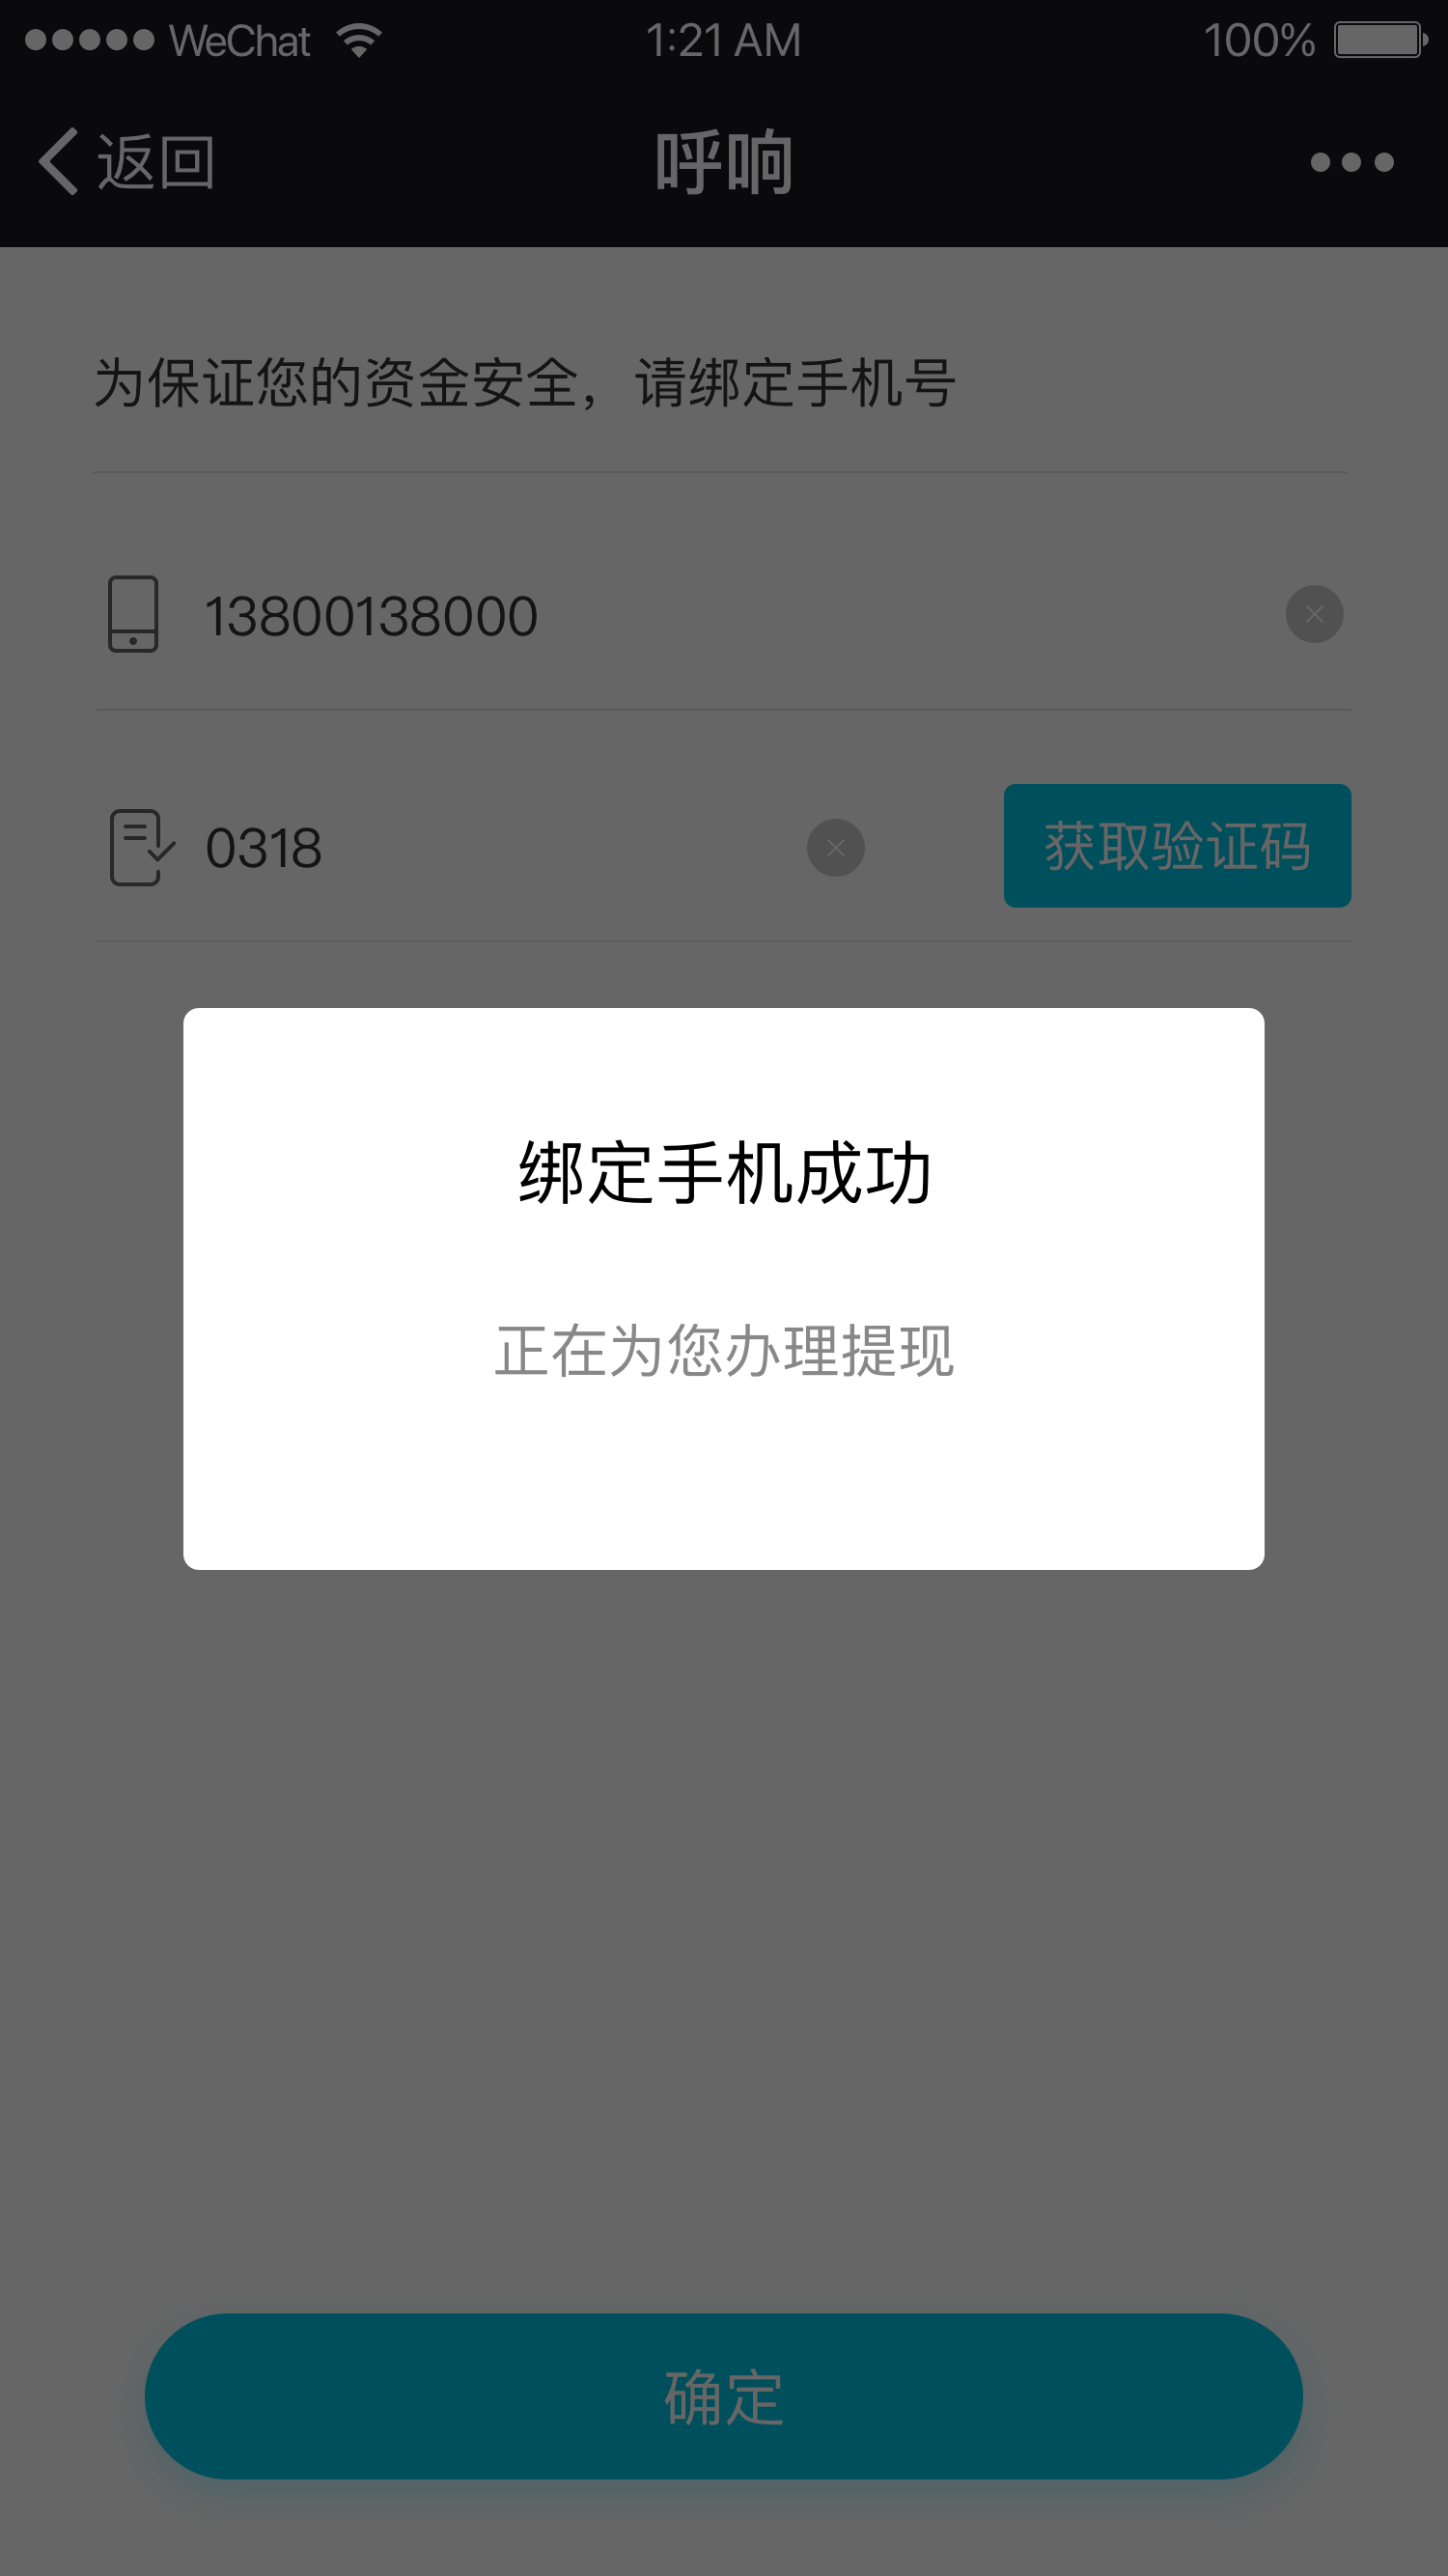 WeChat 1:21 AM 100%
返回 呼响
为保证您的资金安全，请绑定手机号
13800138000
0318 获取验证码
绑定手机成功
正在为您办理提现
确定